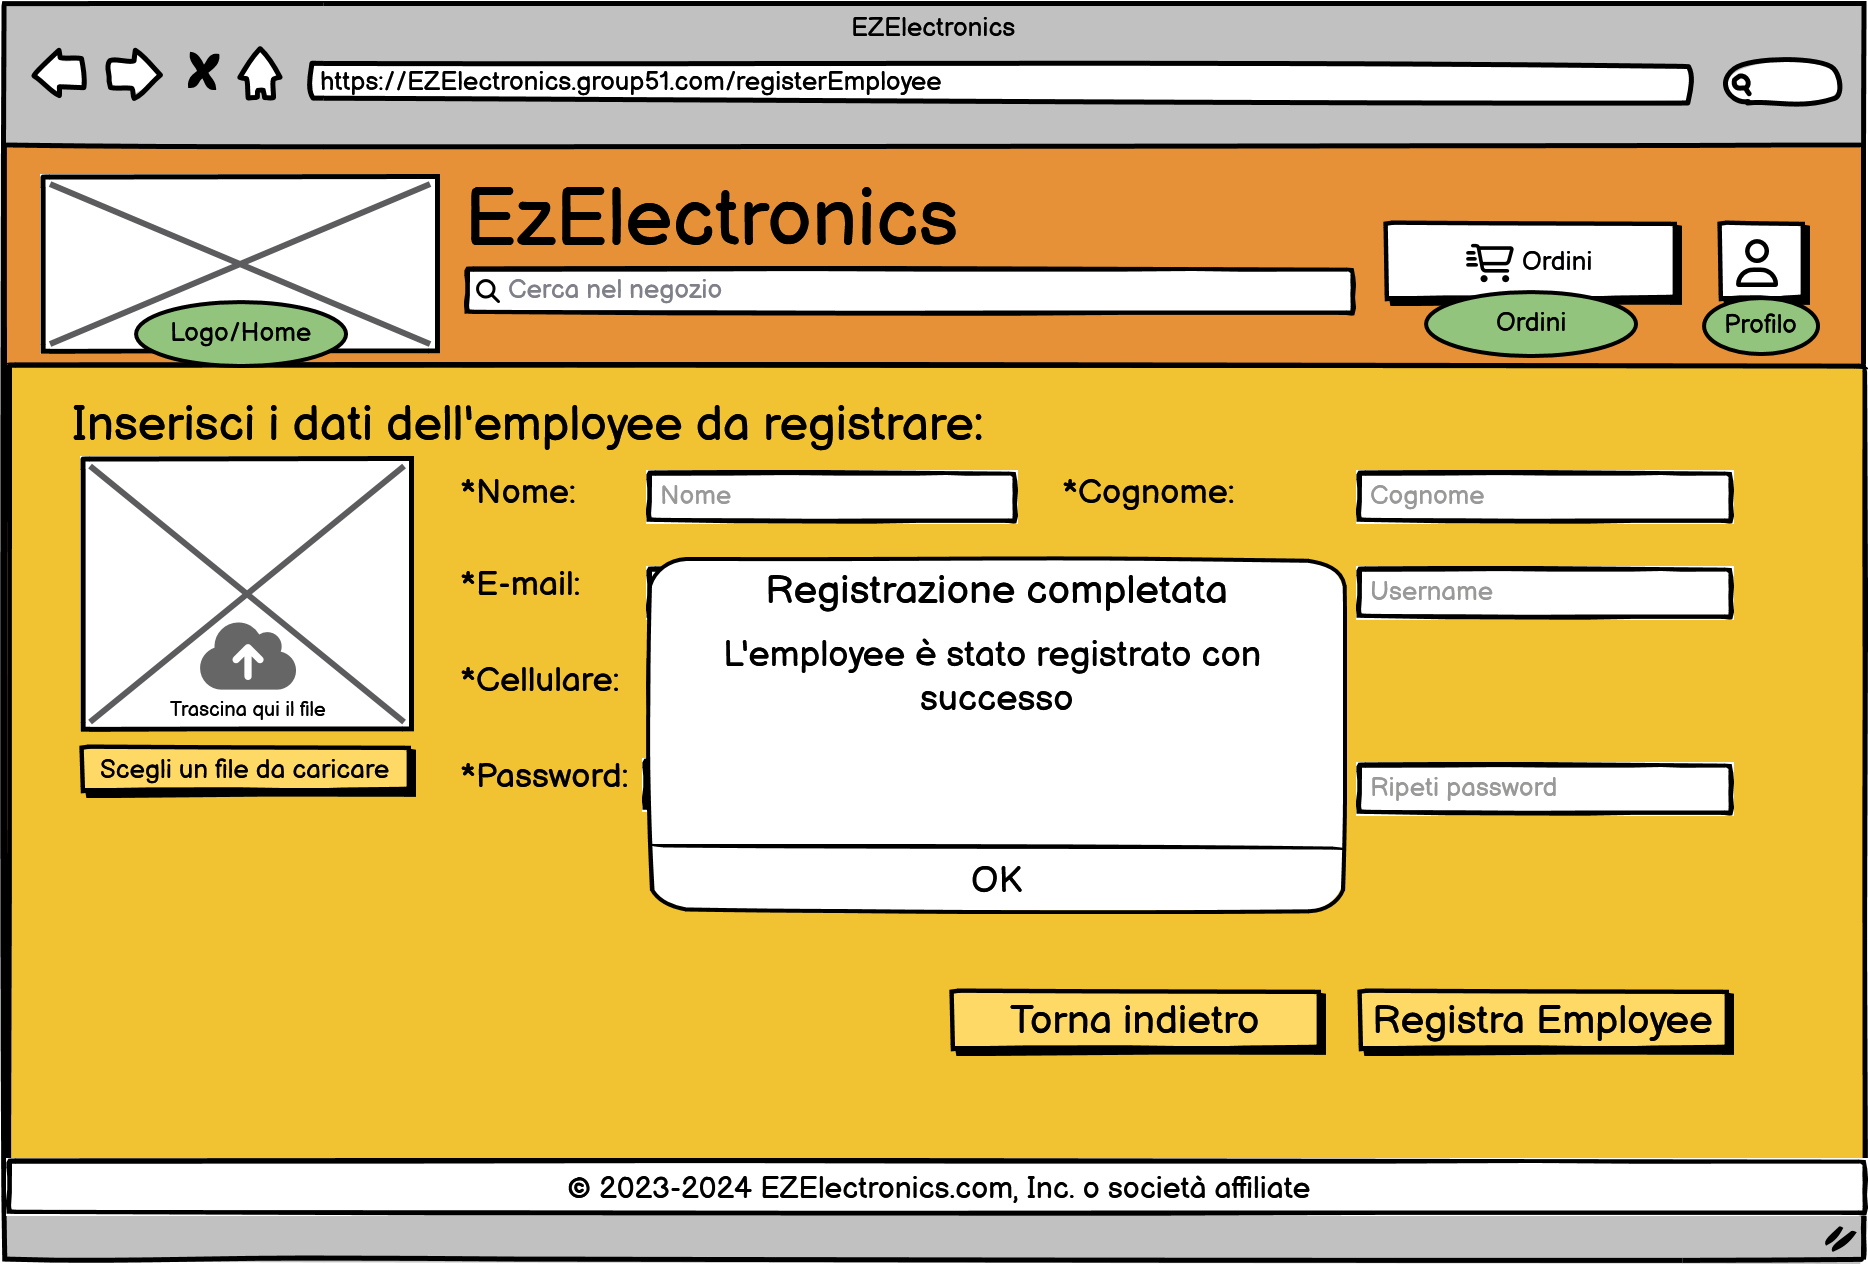 EZElectronics
https://EZElectronics.group51.com/registerEmployee
EzElectronics
Cerca nel negozio
Logo/Home
Ordini
Ordini
Profilo
Inserisci i dati dell'employee da registrare:
*Nome:
Nome
*Cognome:
Cognome
*E-mail:
Username
*Cellulare:
*Password:
Ripeti password
Trascina qui il file
Scegli un file da caricare
Registrazione completata
L'employee è stato registrato con
successo
OK
Torna indietro
Registra Employee
© 2023-2024 EZElectronics.com, Inc. o società affiliate